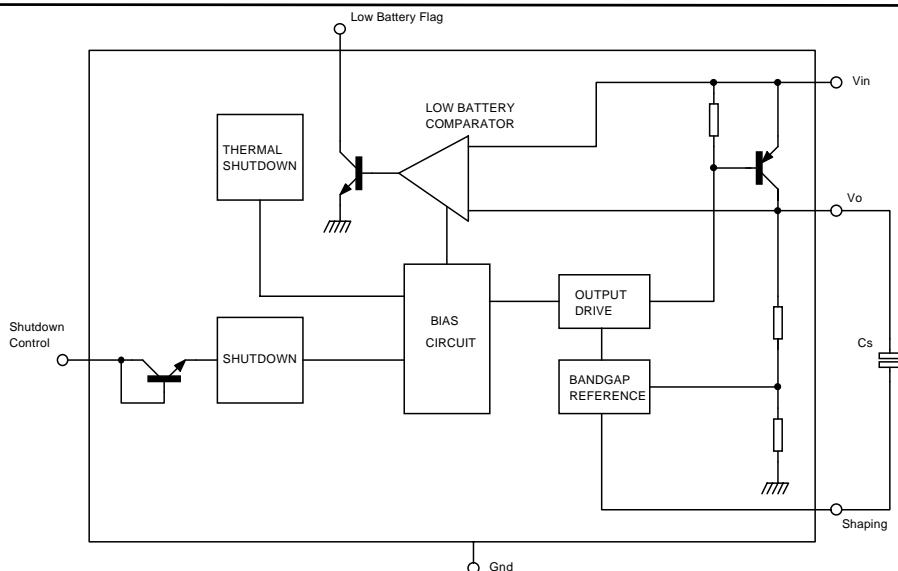 Low Battery Flag
Vin
LOW BATTERY
COMPARATOR
THERMAL
SHUTDOWN
Vo
BIAS
CIRCUIT
OUTPUT
DRIVE
Shutdown
Control
SHUTDOWN
Cs
BANDGAP
REFERENCE
Shaping
Gnd